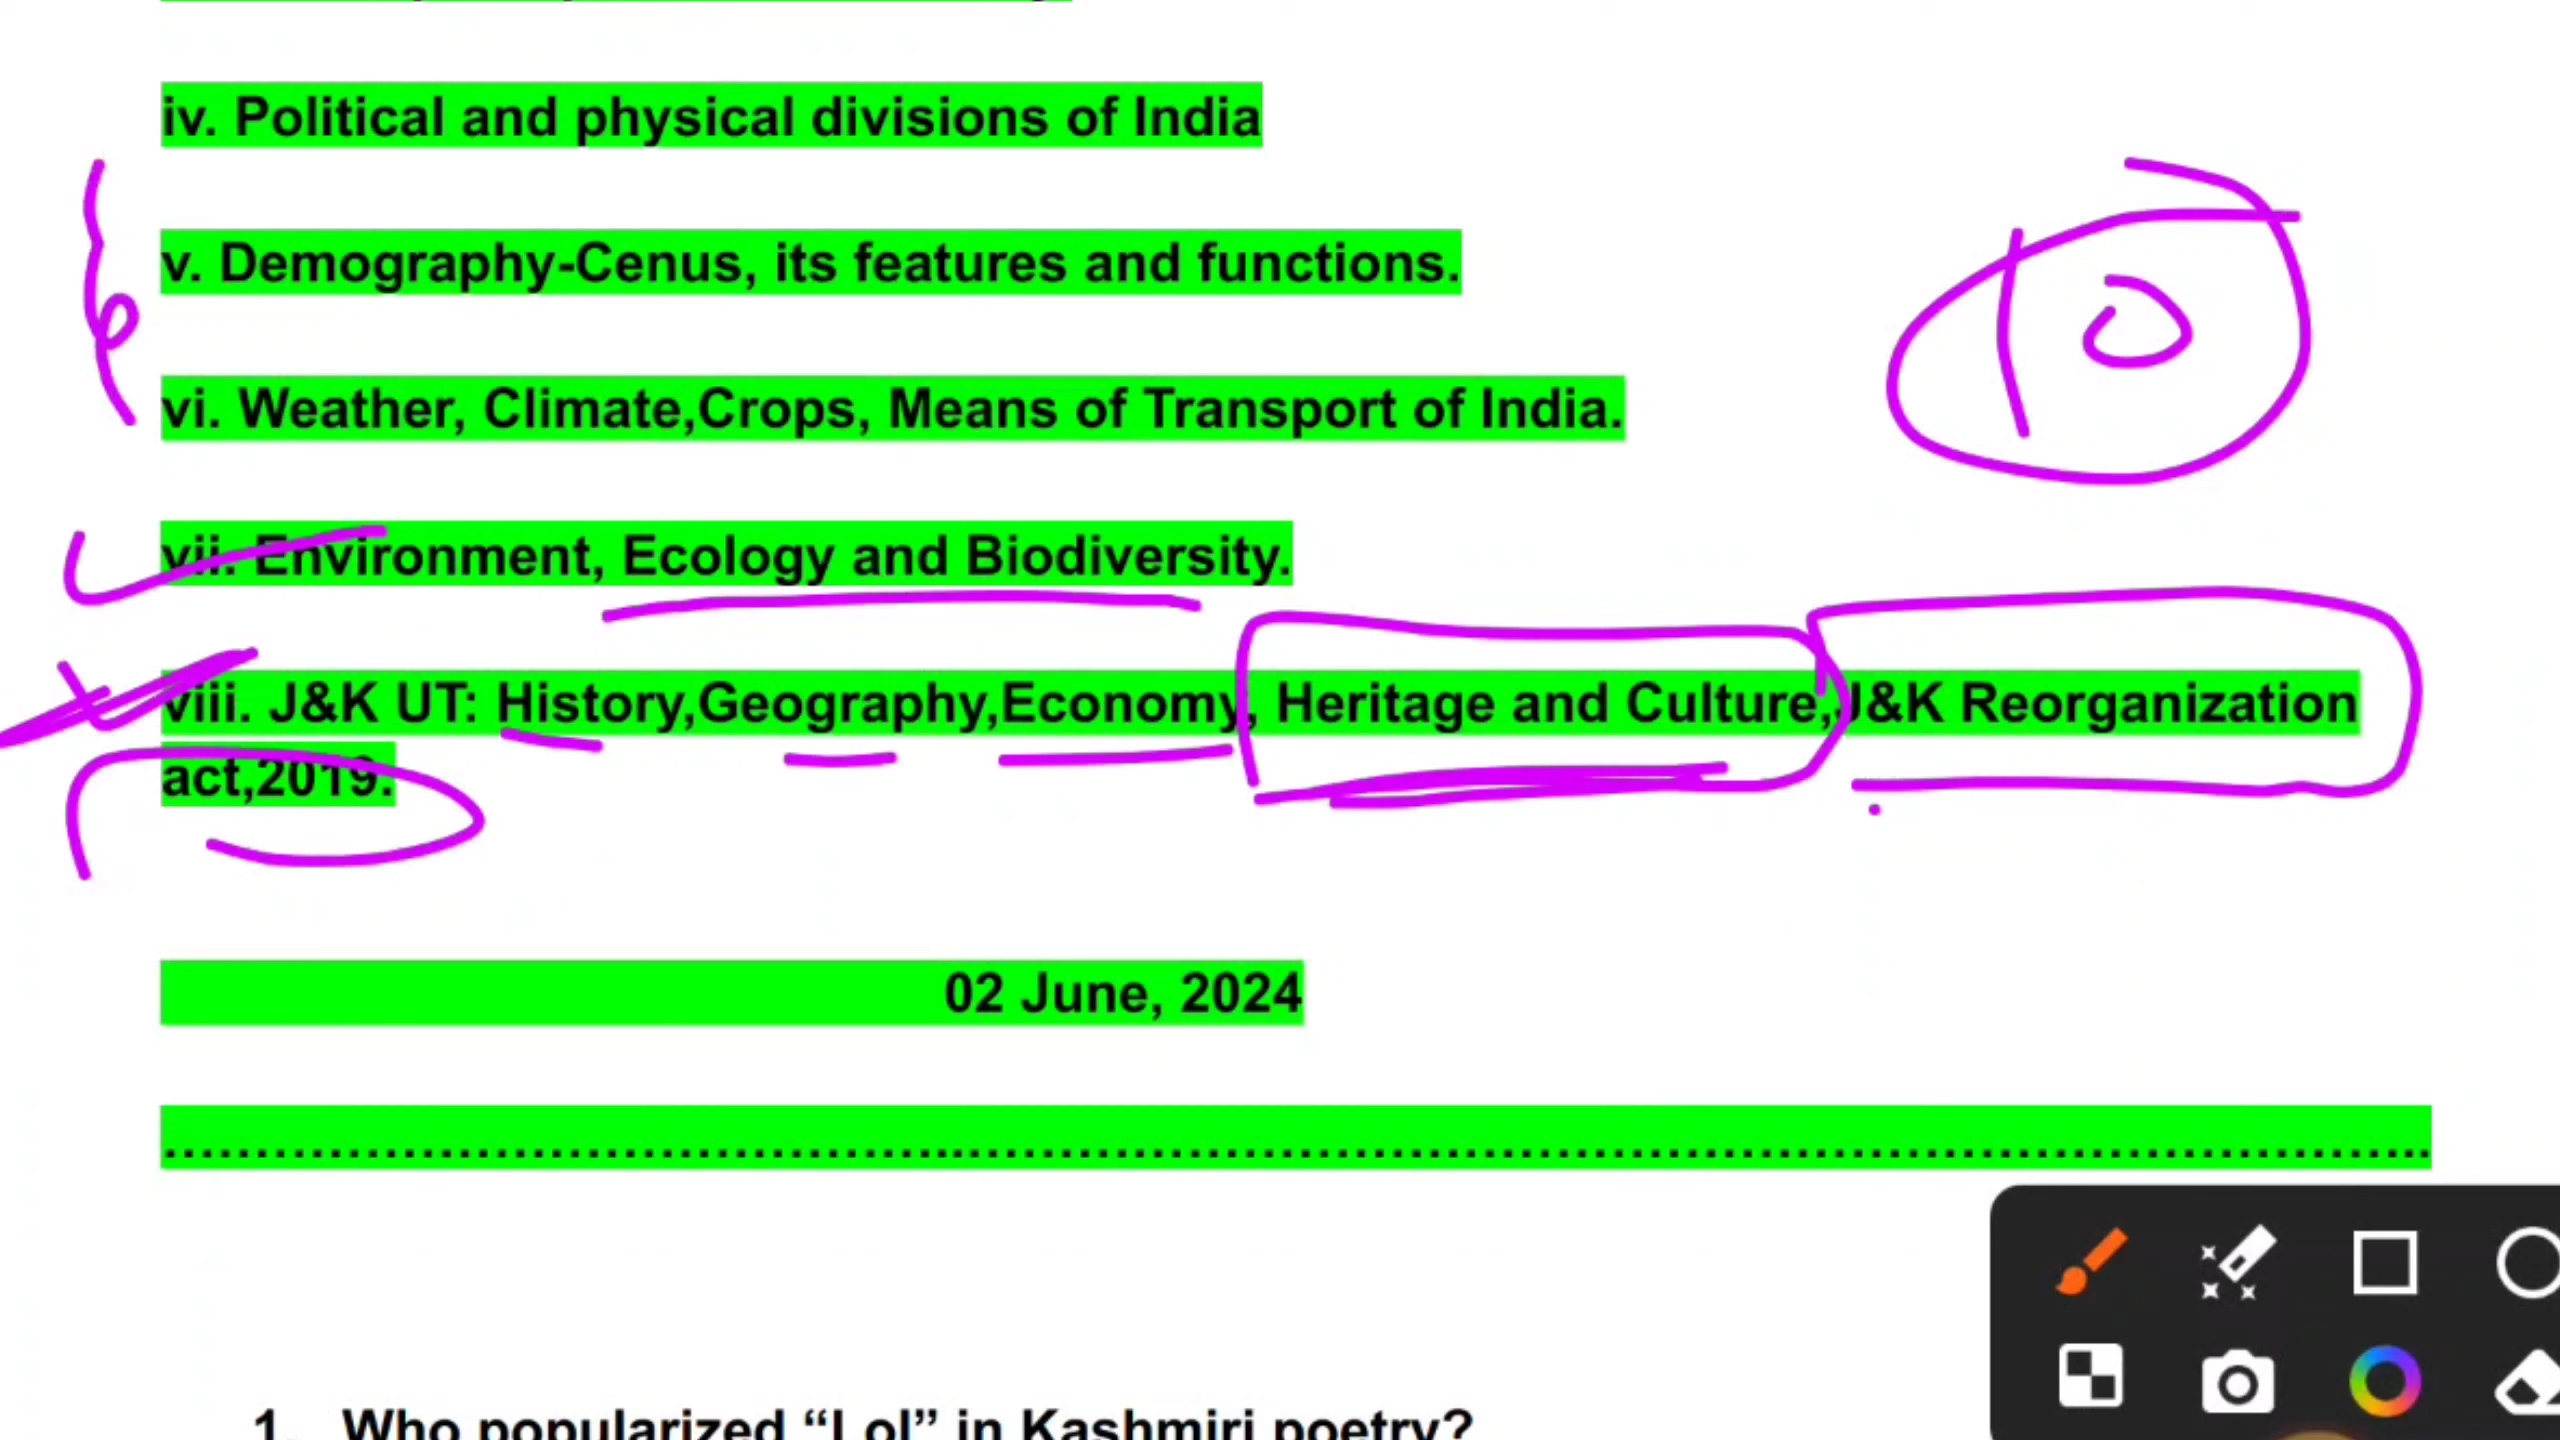 iv. Political and physical divisions of India
v. Demography-Cenus, its features and functions.
vi. Weather, Climate,Crops, Means of Transport of India.
10
vii. Environment, Ecology and Biodiversity.
viii. J&K UT: History,Geography,Economy, Heritage and Culture,J&K Reorganization
act,2019.
02 June, 2024
1. Who popularized “Lol” in Kashmiri poetry?